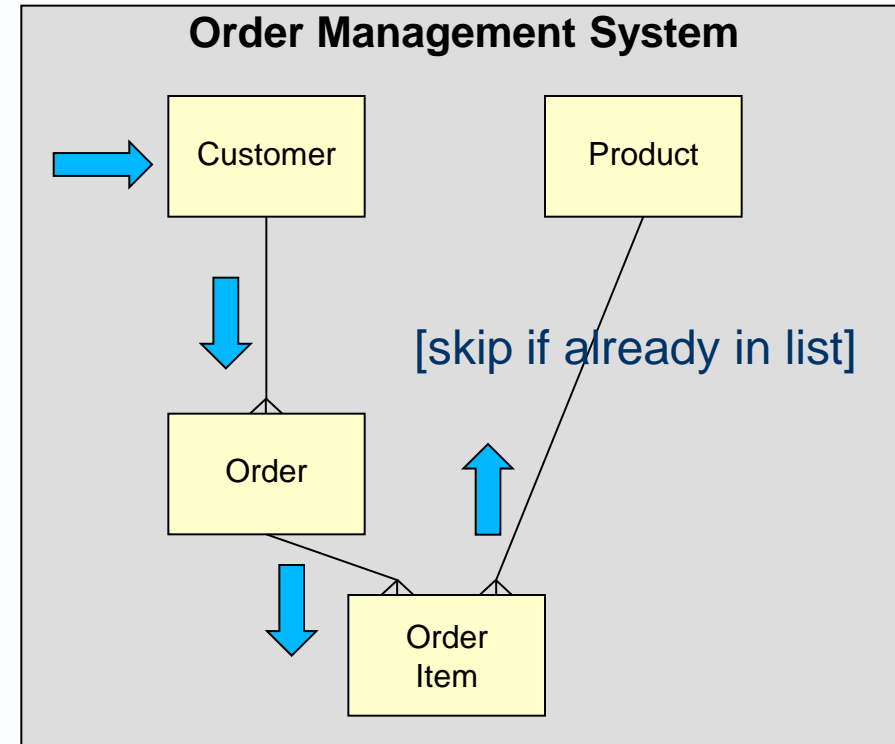 Order Management System
Customer
Product
[skip if already in list]
Order
Order
Item